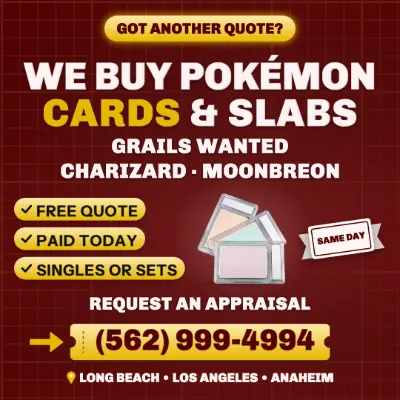 GOT ANOTHER QUOTE?
WE BUY POKÉMON
CARDS & SLABS
GRAILS WANTED
CHARIZARD · MOONBREON
FREE QUOTE
PAID TODAY
SINGLES OR SETS
SAME DAY
REQUEST AN APPRAISAL
(562) 999-4994
LONG BEACH • LOS ANGELES • ANAHEIM